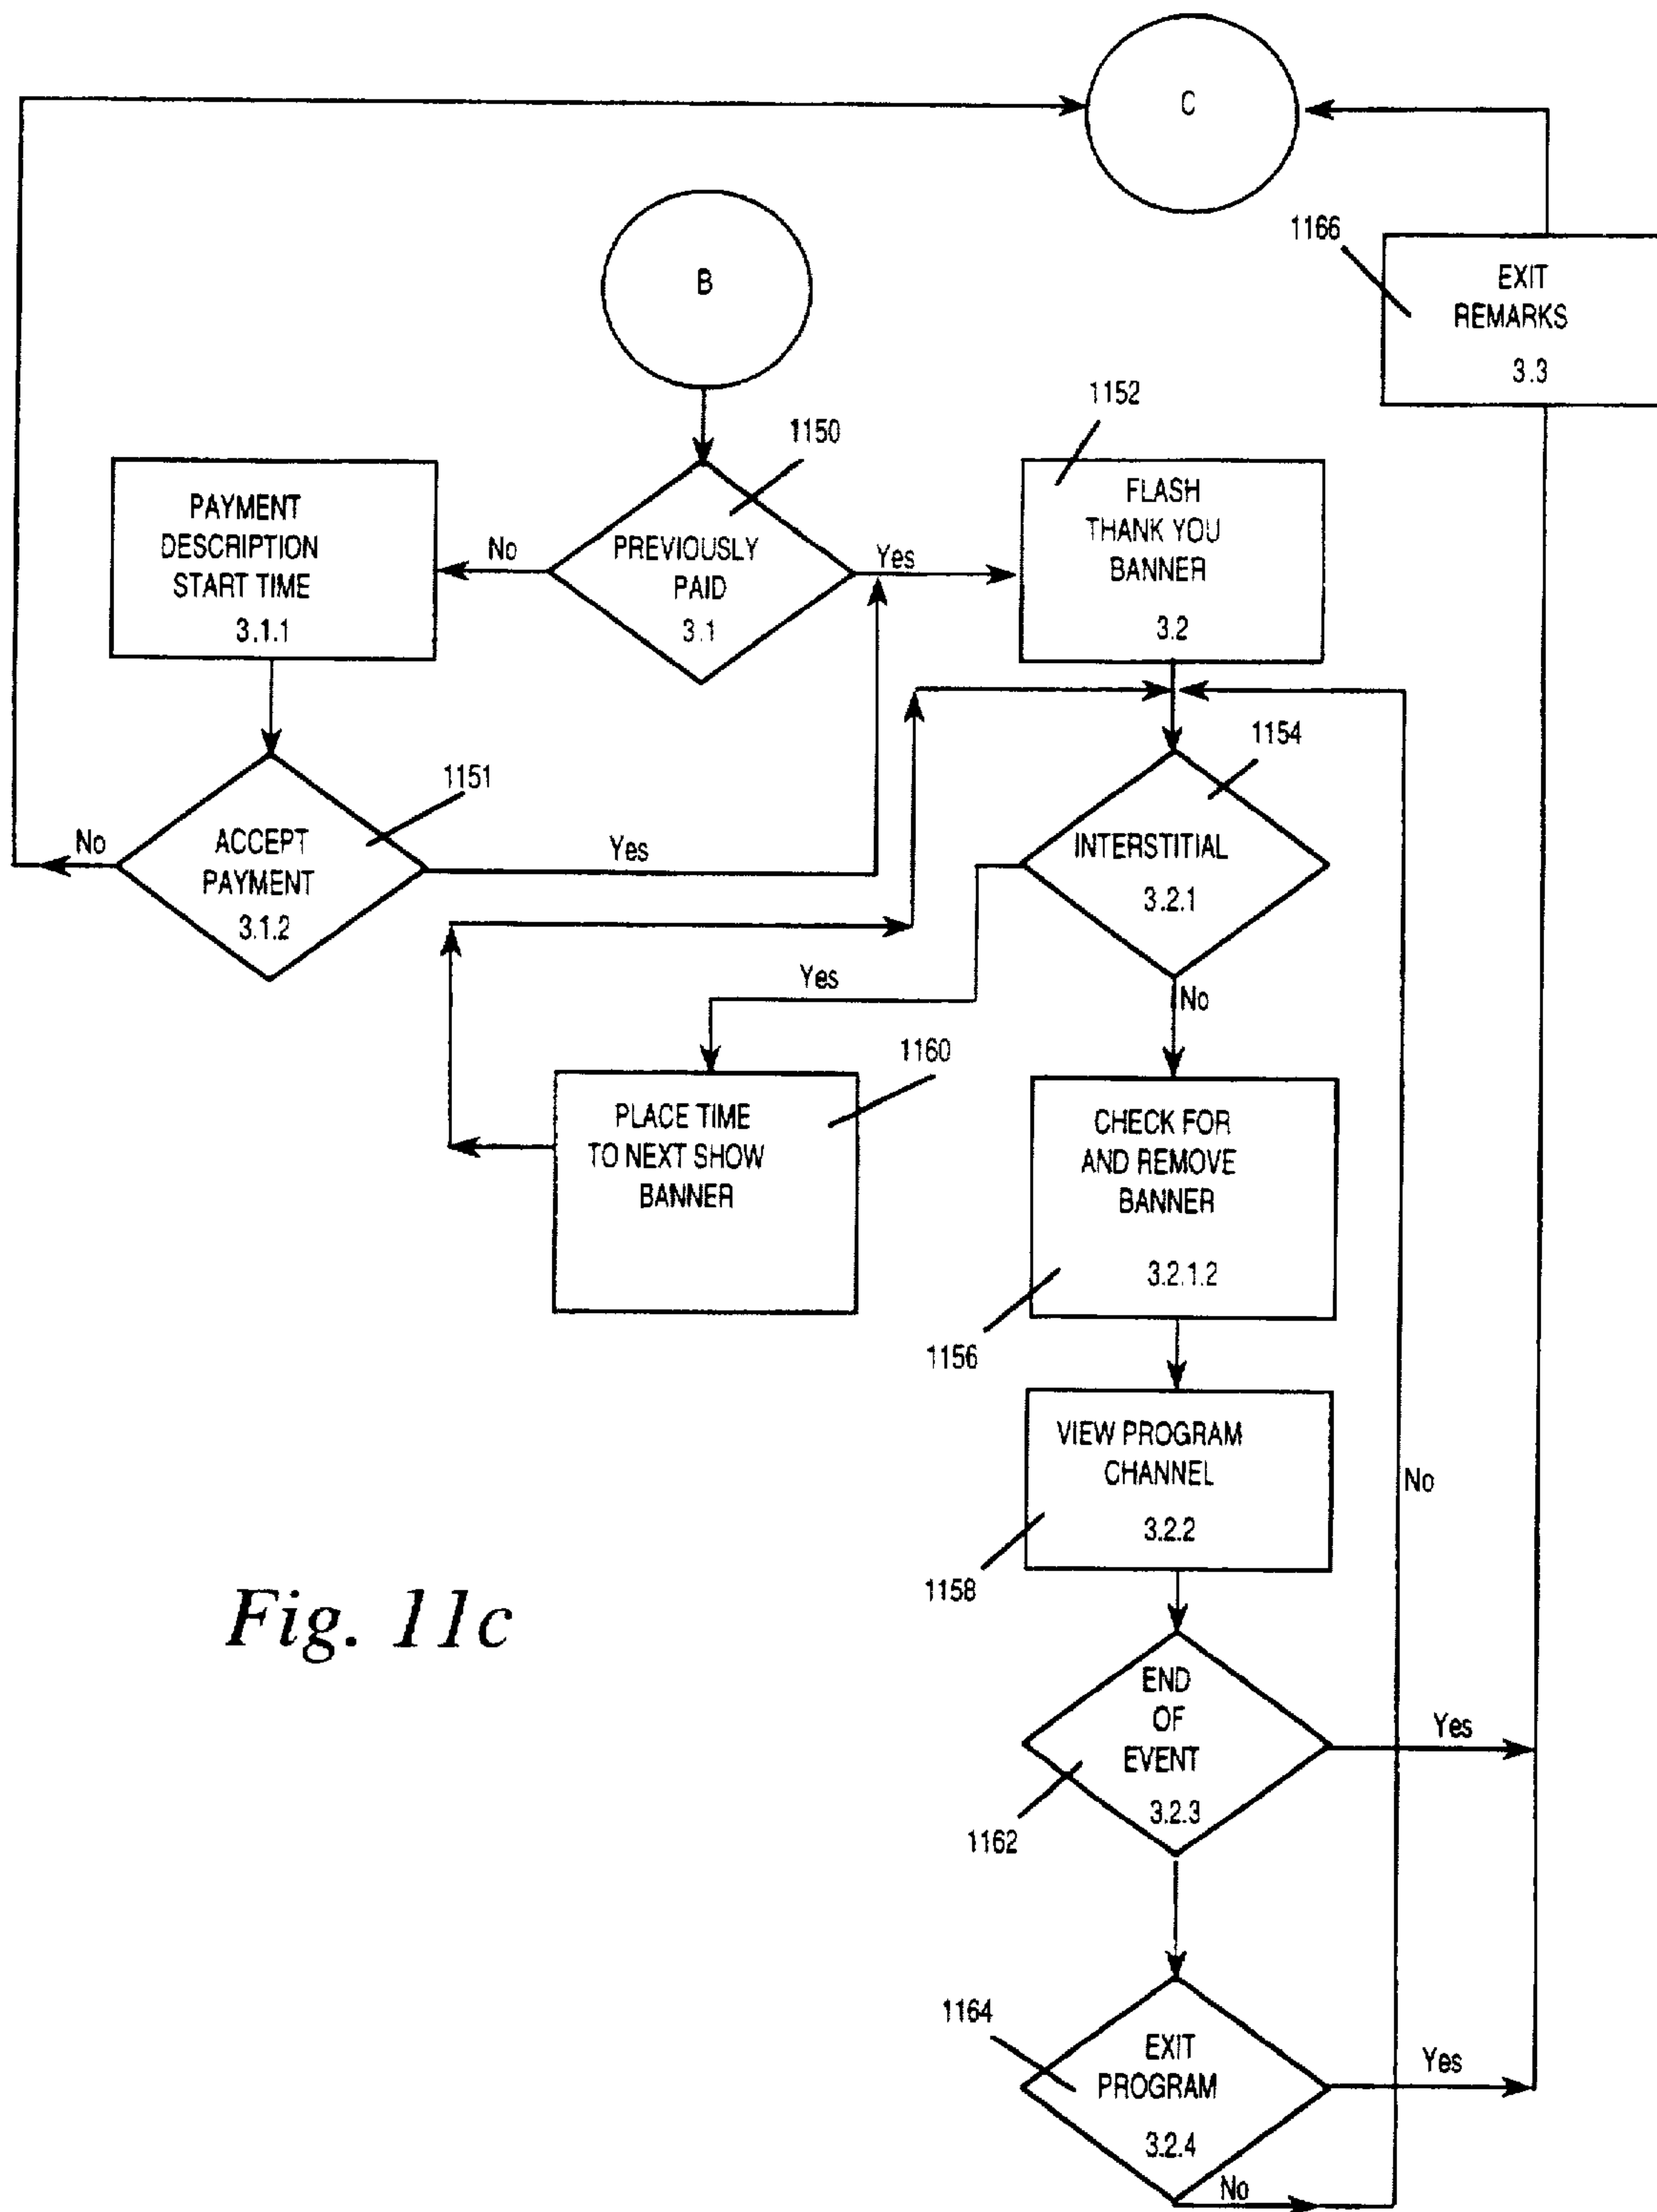 C
B
1166
EXIT
REMARKS
3.3
1150
1152
PAYMENT
DESCRIPTION
START TIME
3.1.1
No
PREVIOUSLY
PAID
3.1
Yes
FLASH
THANK YOU
BANNER
3.2
1151
1154
No
ACCEPT
PAYMENT
3.1.2
Yes
INTERSTITIAL
3.2.1
Yes
No
1160
PLACE TIME
TO NEXT SHOW
BANNER
CHECK FOR
AND REMOVE
BANNER
3.2.1.2
1156
VIEW PROGRAM
CHANNEL
3.2.2
No
1158
Fig. 11c
END
OF
EVENT
3.2.3
Yes
1162
1164
EXIT
PROGRAM
3.2.4
Yes
No